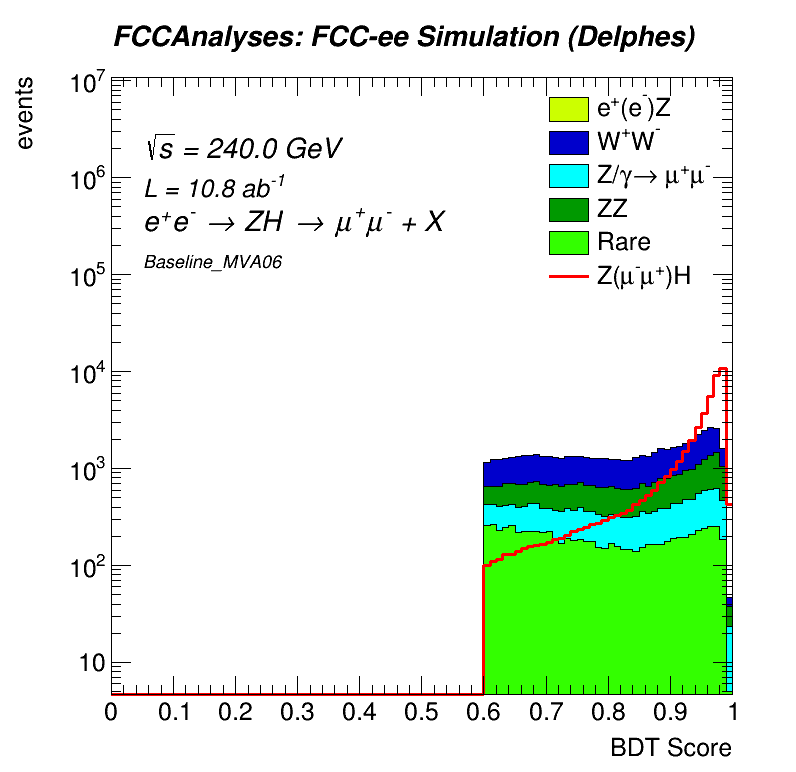 FCCAnalyses: FCC-ee Simulation (Delphes)
events
10⁷
10⁶
10⁵
10⁴
10³
10²
10
√s = 240.0 GeV
L = 10.8 ab⁻¹
e⁺e⁻ → ZH → μ⁺μ⁻ + X
Baseline_MVA06
e⁺(e⁻)Z
W⁺W⁻
Z/γ→ μ⁺μ⁻
ZZ
Rare
Z(μ⁻μ⁺)H
0 0.1 0.2 0.3 0.4 0.5 0.6 0.7 0.8 0.9 1
BDT Score